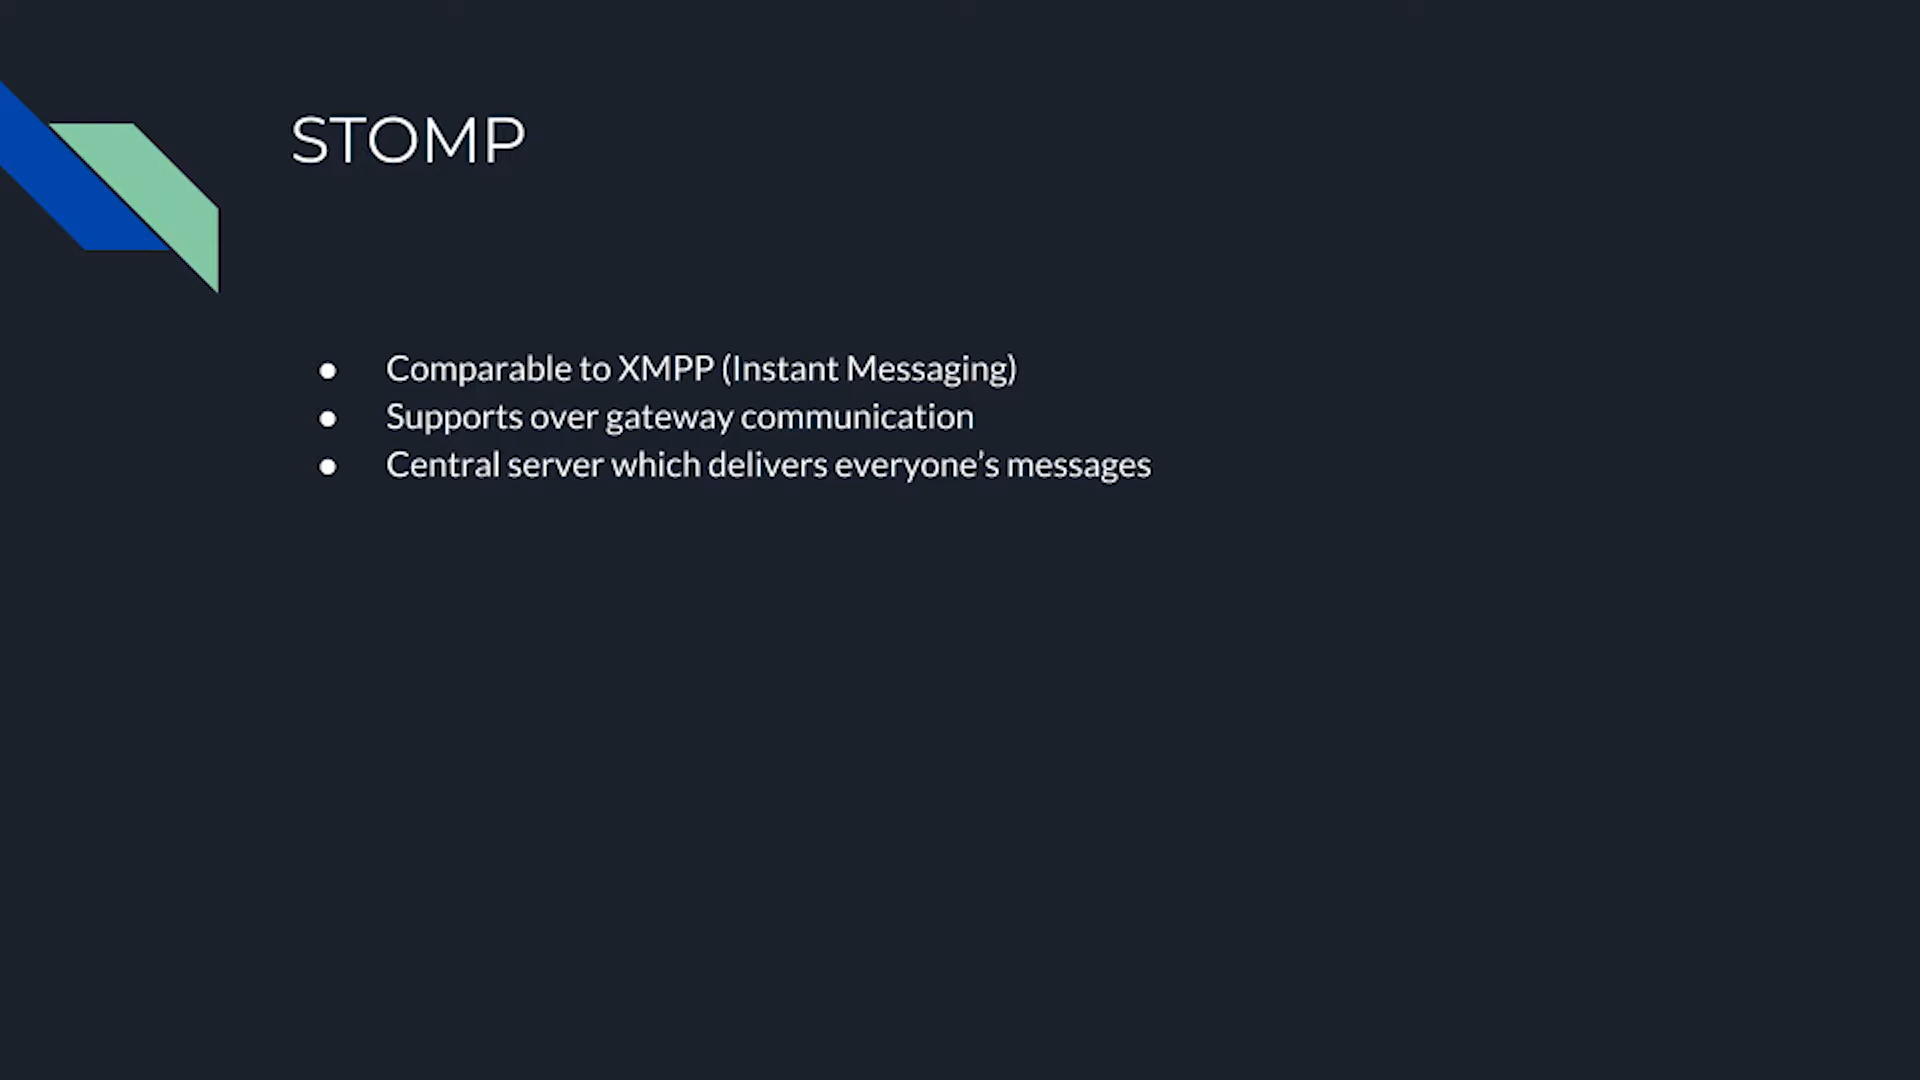 STOMP
● Comparable to XMPP (Instant Messaging)
● Supports over gateway communication
● Central server which delivers everyone’s messages